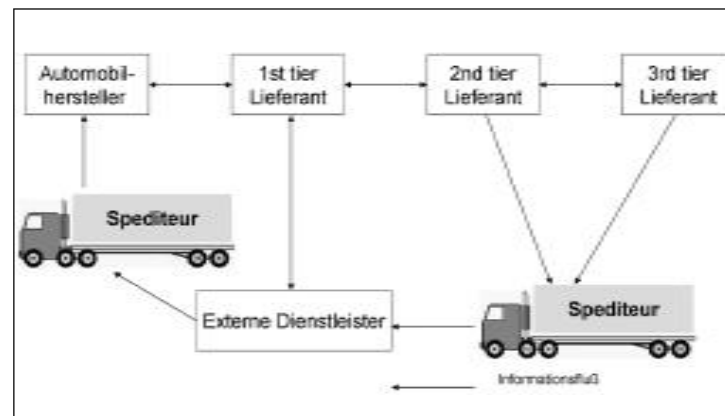 Automobil-
hersteller
1st tier
Lieferant
2nd tier
Lieferant
3rd tier
Lieferant
Spediteur
Externe Dienstleister
Spediteur
Informationsfluß